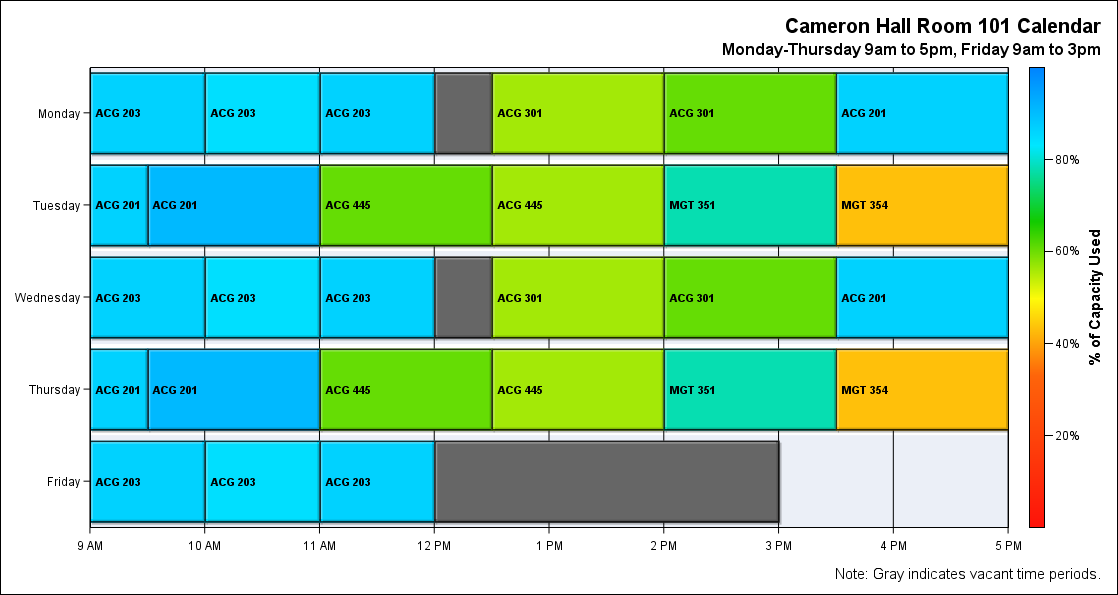 Cameron Hall Room 101 Calendar
Monday-Thursday 9am to 5pm, Friday 9am to 3pm
Monday
ACG 203
ACG 203
ACG 203
ACG 301
ACG 301
ACG 201
Tuesday
ACG 201
ACG 201
ACG 445
ACG 445
MGT 351
MGT 354
Wednesday
ACG 203
ACG 203
ACG 203
ACG 301
ACG 301
ACG 201
Thursday
ACG 201
ACG 201
ACG 445
ACG 445
MGT 351
MGT 354
Friday
ACG 203
ACG 203
ACG 203
9 AM
10 AM
11 AM
12 PM
1 PM
2 PM
3 PM
4 PM
5 PM
80%
60%
40%
20%
% of Capacity Used
Note: Gray indicates vacant time periods.